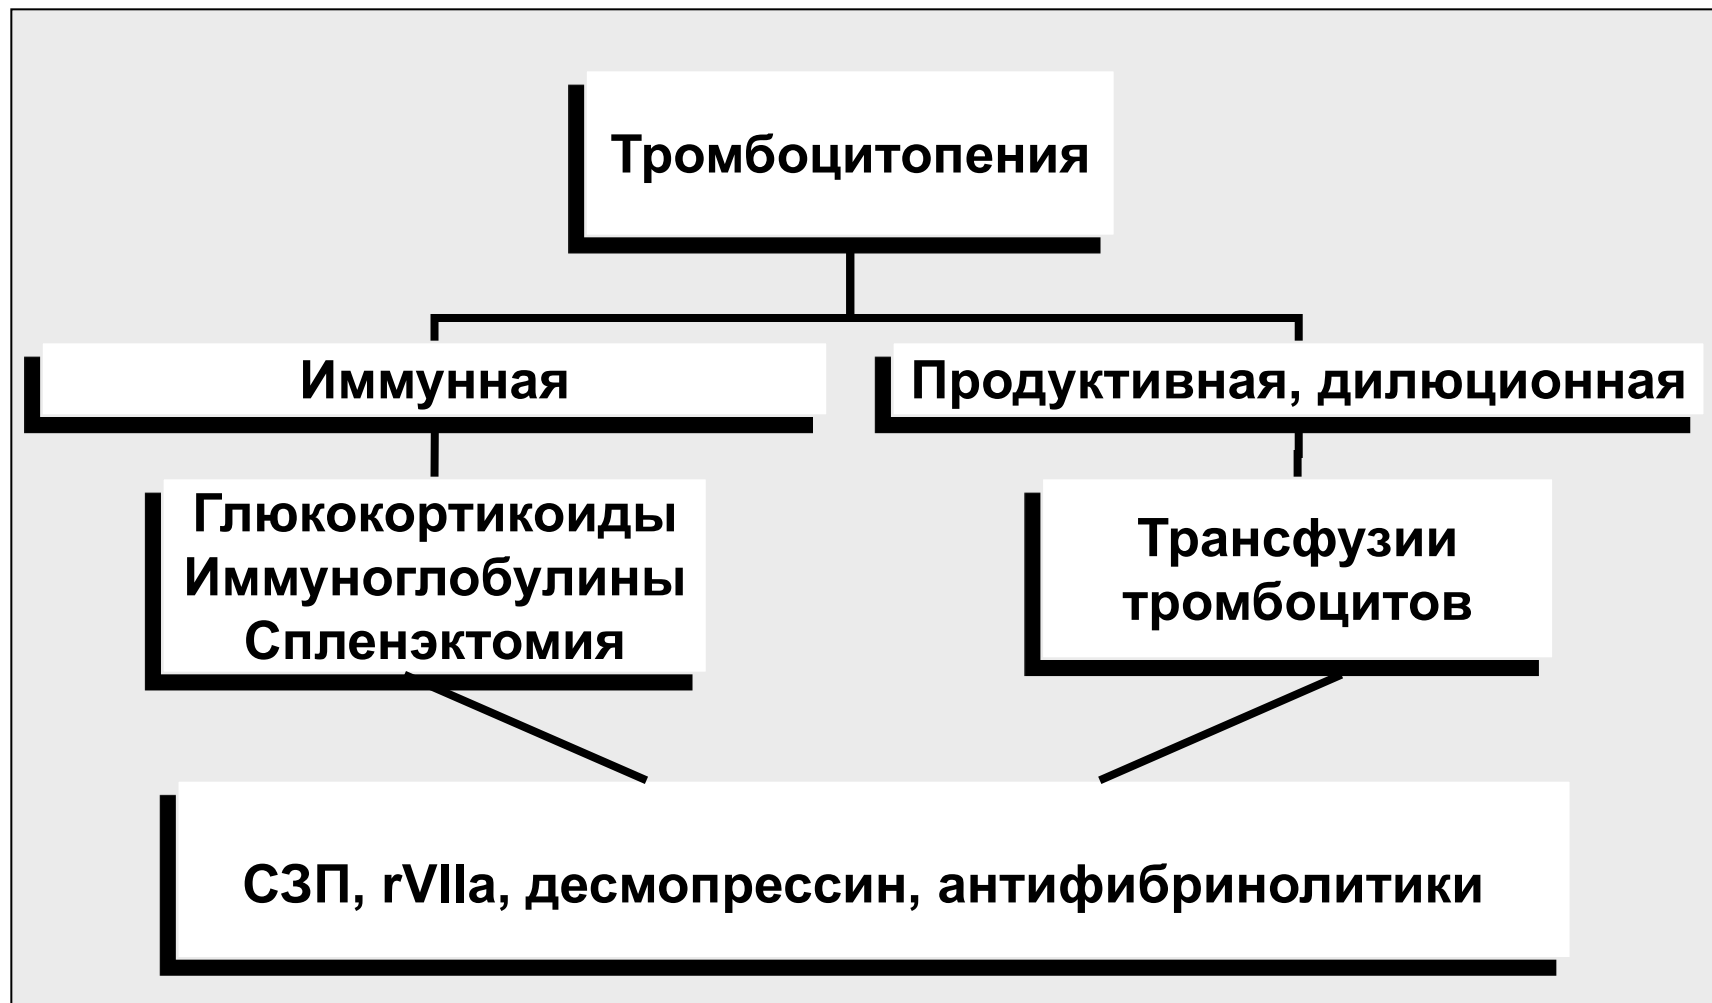 Тромбоцитопения
Иммунная
Продуктивная, дилюционная
Глюкокортикоиды
Иммуноглобулины
Спленэктомия
Трансфузии
тромбоцитов
СЗП, rVIIa, десмопрессин, антифибринолитики